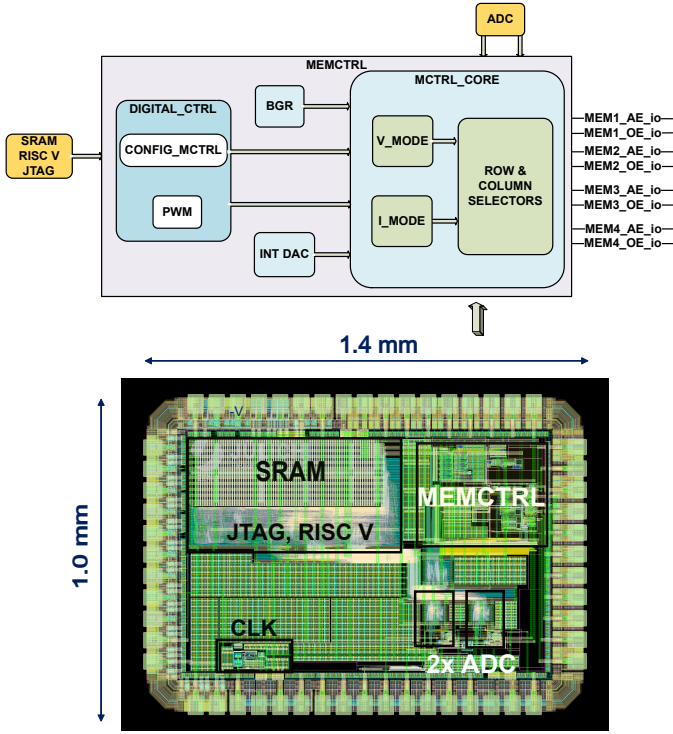 ADC
MEMCTRL
MCTRL_CORE
DIGITAL_CTRL
BGR
CONFIG_MCTRL
SRAM
RISC V
JTAG
PWM
INT DAC
V_MODE
I_MODE
ROW &
COLUMN
SELECTORS
MEM1_AE_io
MEM1_OE_io
MEM2_AE_io
MEM2_OE_io
MEM3_AE_io
MEM3_OE_io
MEM4_AE_io
MEM4_OE_io
1.4 mm
1.0 mm
-V
SRAM
MEMCTRL
JTAG, RISC V
CLK
2x ADC